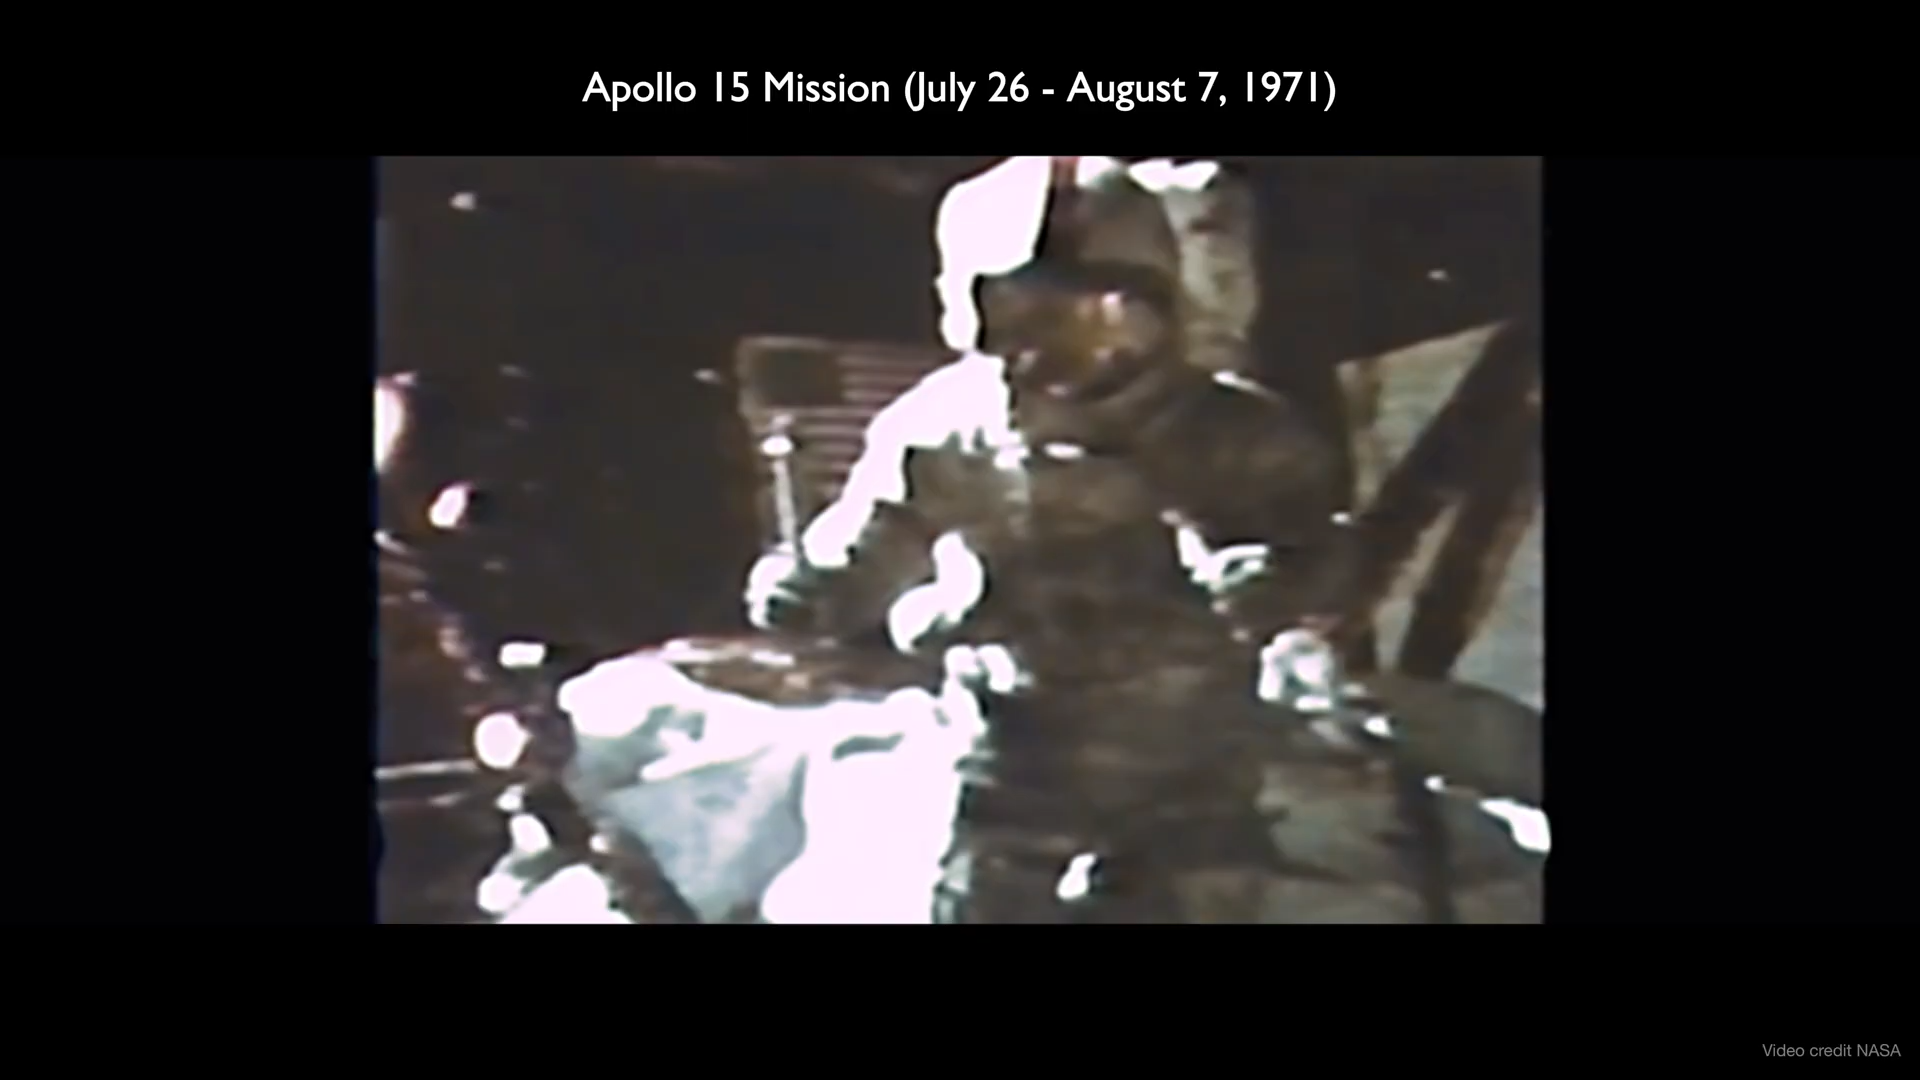 Apollo 15 Mission (July 26 - August 7, 1971)
Video credit NASA